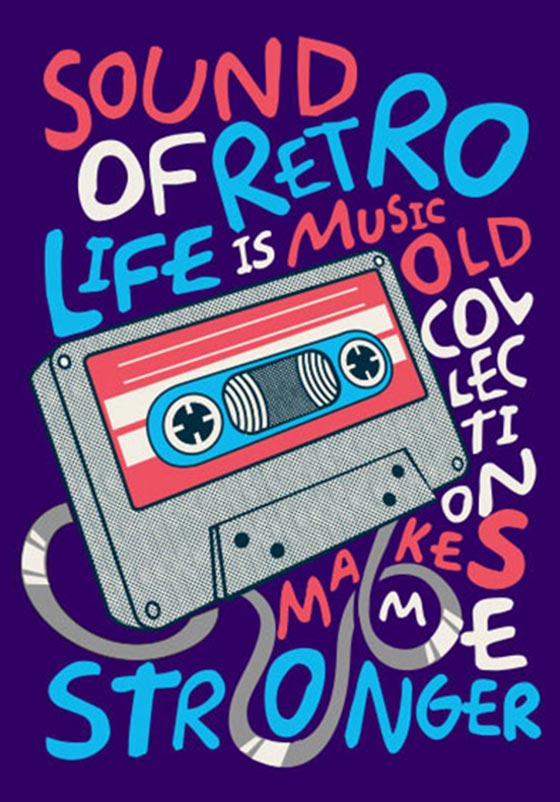 SOUND
OF RETRO
LIFE IS MUSIC
OLD
COL
LEC
TI
ON
MAKES
ME
STRONGER